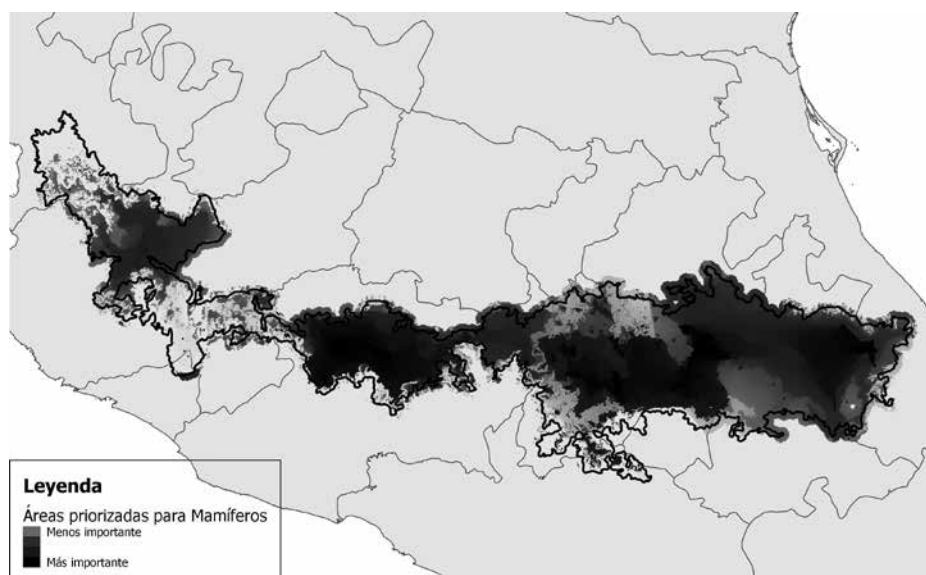 Leyenda
Áreas priorizadas para Mamíferos
Menos importante
Más importante